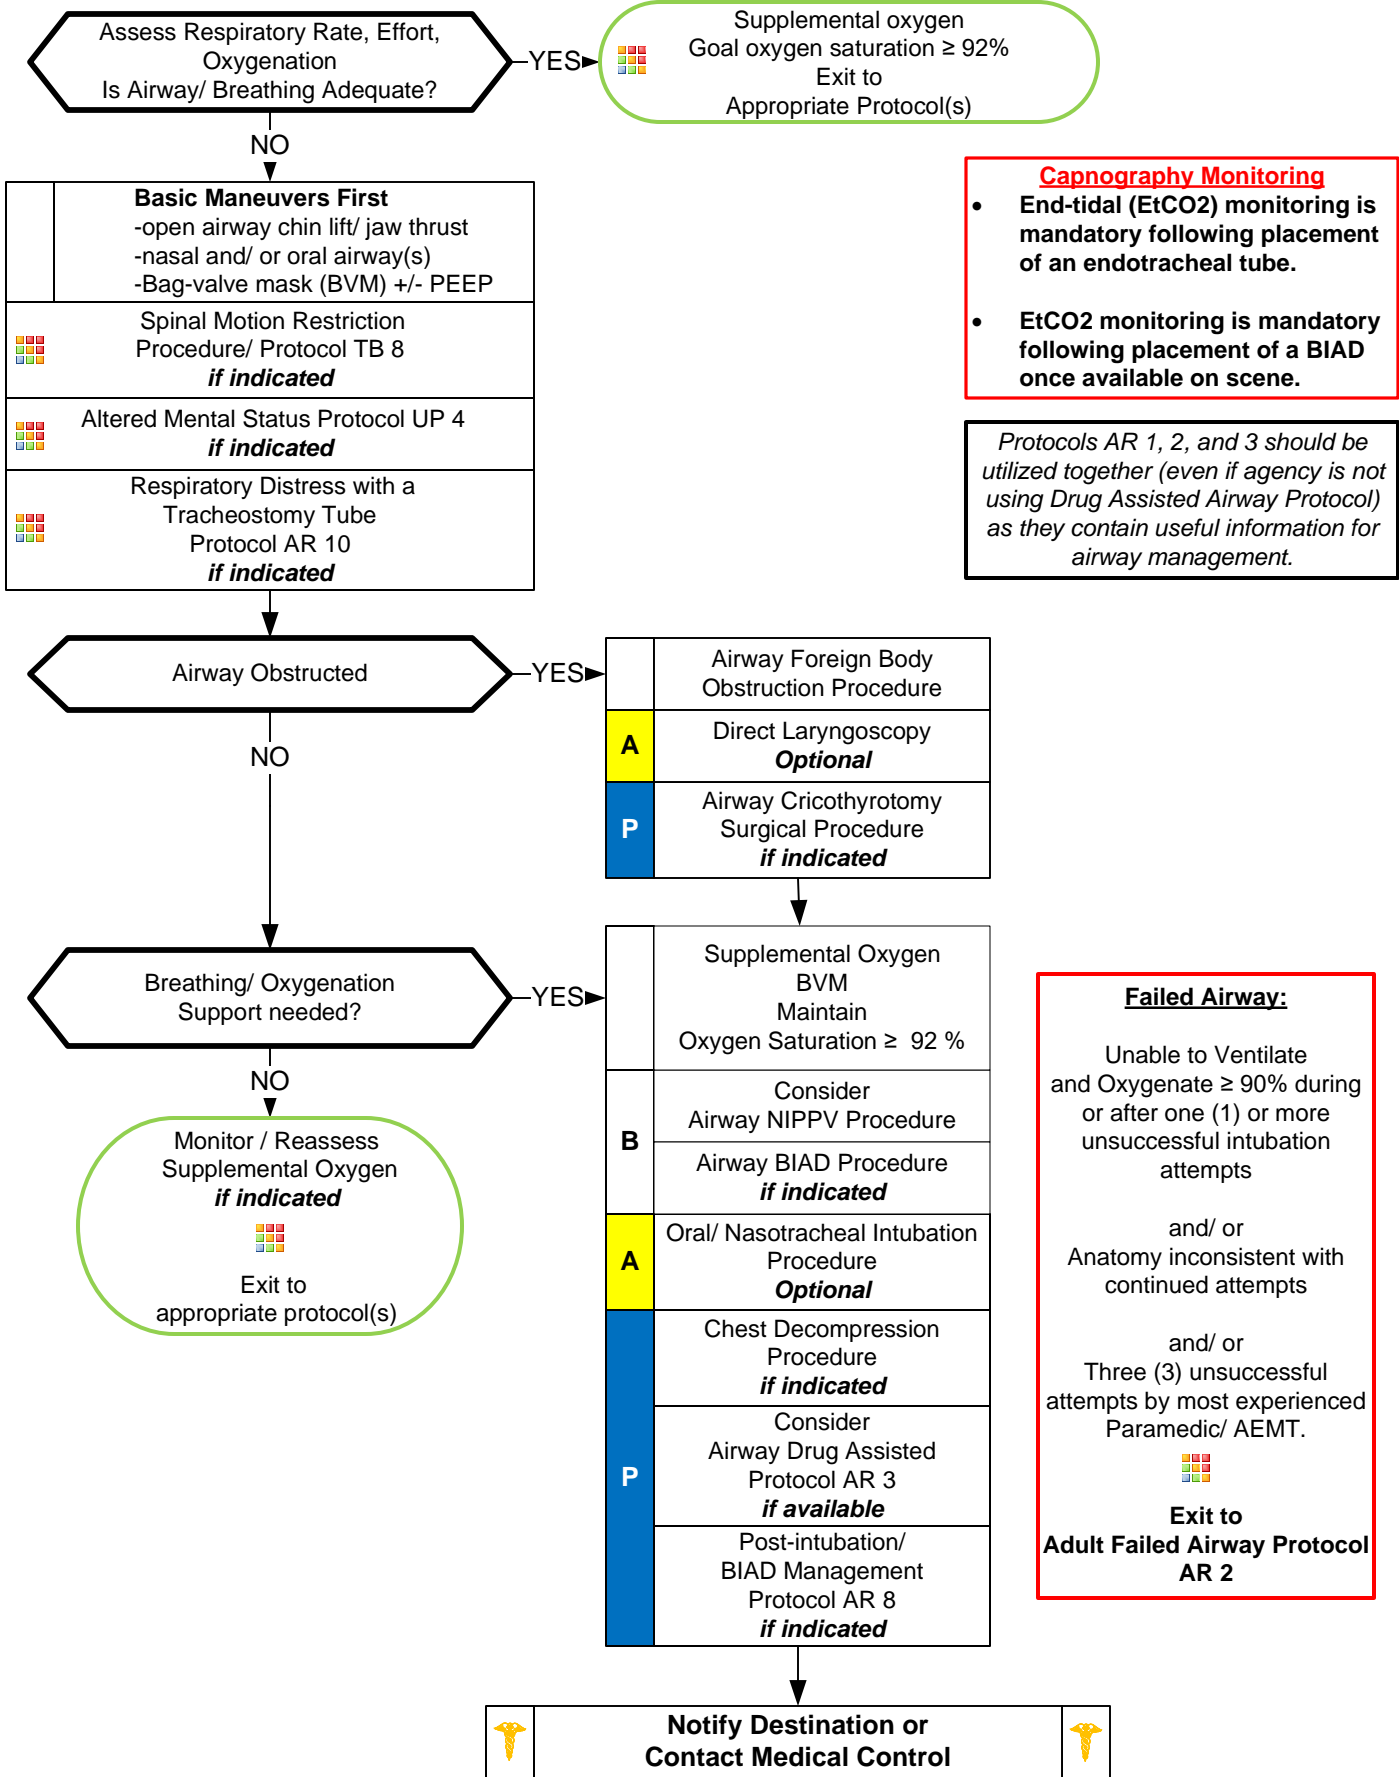 Assess Respiratory Rate, Effort,
Oxygenation
Is Airway/ Breathing Adequate?
YES
Supplemental oxygen
Goal oxygen saturation ≥ 92%
Exit to
Appropriate Protocol(s)
NO
Basic Maneuvers First
-open airway chin lift/ jaw thrust
-nasal and/ or oral airway(s)
-Bag-valve mask (BVM) +/- PEEP
Spinal Motion Restriction
Procedure/ Protocol TB 8
if indicated
Altered Mental Status Protocol UP 4
if indicated
Respiratory Distress with a
Tracheostomy Tube
Protocol AR 10
if indicated
Capnography Monitoring
• End-tidal (EtCO2) monitoring is
mandatory following placement
of an endotracheal tube.
• EtCO2 monitoring is mandatory
following placement of a BIAD
once available on scene.
Protocols AR 1, 2, and 3 should be
utilized together (even if agency is not
using Drug Assisted Airway Protocol)
as they contain useful information for
airway management.
Airway Obstructed
YES
Airway Foreign Body
Obstruction Procedure
A
Direct Laryngoscopy
Optional
P
Airway Cricothyrotomy
Surgical Procedure
if indicated
NO
Breathing/ Oxygenation
Support needed?
YES
Supplemental Oxygen
BVM
Maintain
Oxygen Saturation ≥ 92 %
B
Consider
Airway NIPPV Procedure
Airway BIAD Procedure
if indicated
A
Oral/ Nasotracheal Intubation
Procedure
Optional
P
Chest Decompression
Procedure
if indicated
Consider
Airway Drug Assisted
Protocol AR 3
if available
Post-intubation/
BIAD Management
Protocol AR 8
if indicated
NO
Monitor / Reassess
Supplemental Oxygen
if indicated
Exit to
appropriate protocol(s)
Failed Airway:
Unable to Ventilate
and Oxygenate ≥ 90% during
or after one (1) or more
unsuccessful intubation
attempts
and/ or
Anatomy inconsistent with
continued attempts
and/ or
Three (3) unsuccessful
attempts by most experienced
Paramedic/ AEMT.
Exit to
Adult Failed Airway Protocol
AR 2
Notify Destination or
Contact Medical Control